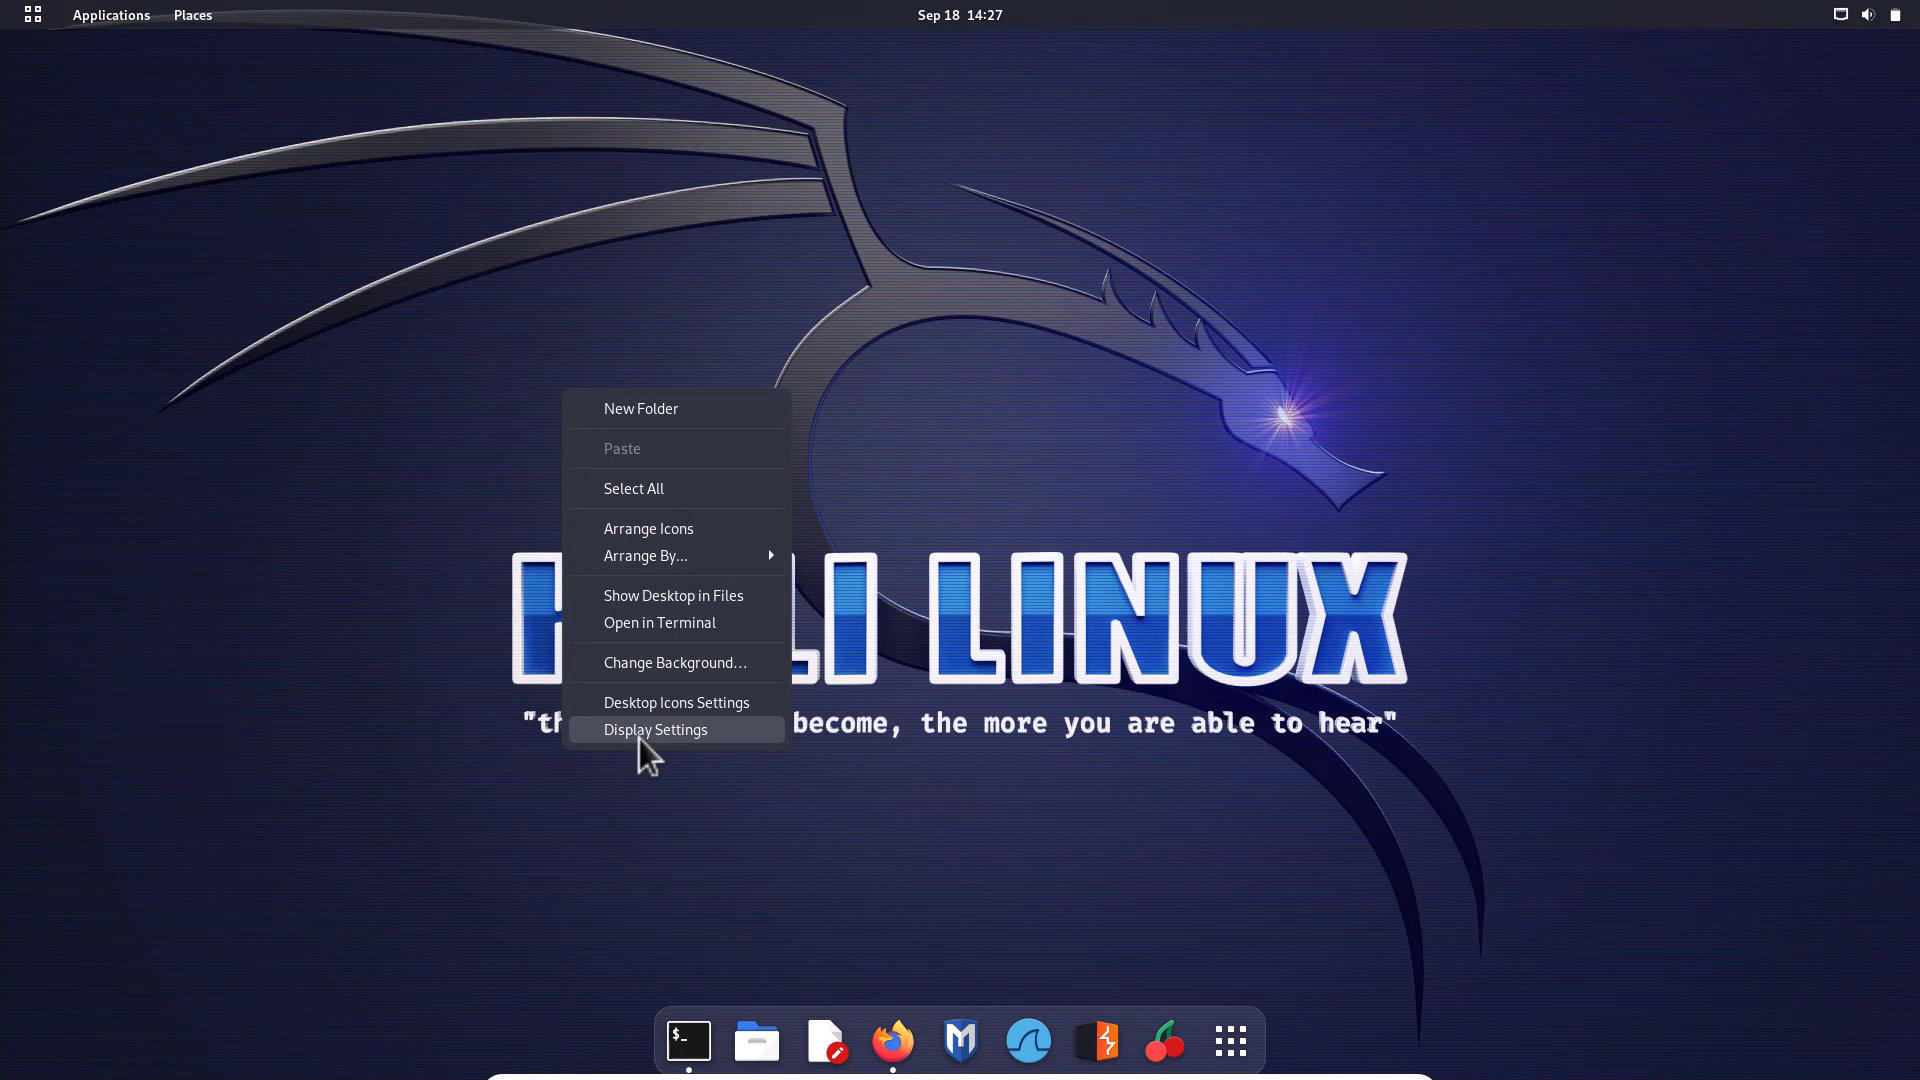 Applications Places Sep 18 14:27
New Folder
Paste
Select All
Arrange Icons
Arrange By...
Show Desktop in Files
Open in Terminal
Change Background...
Desktop Icons Settings
Display Settings
LI LINUX
become, the more you are able to hear"
$_
M